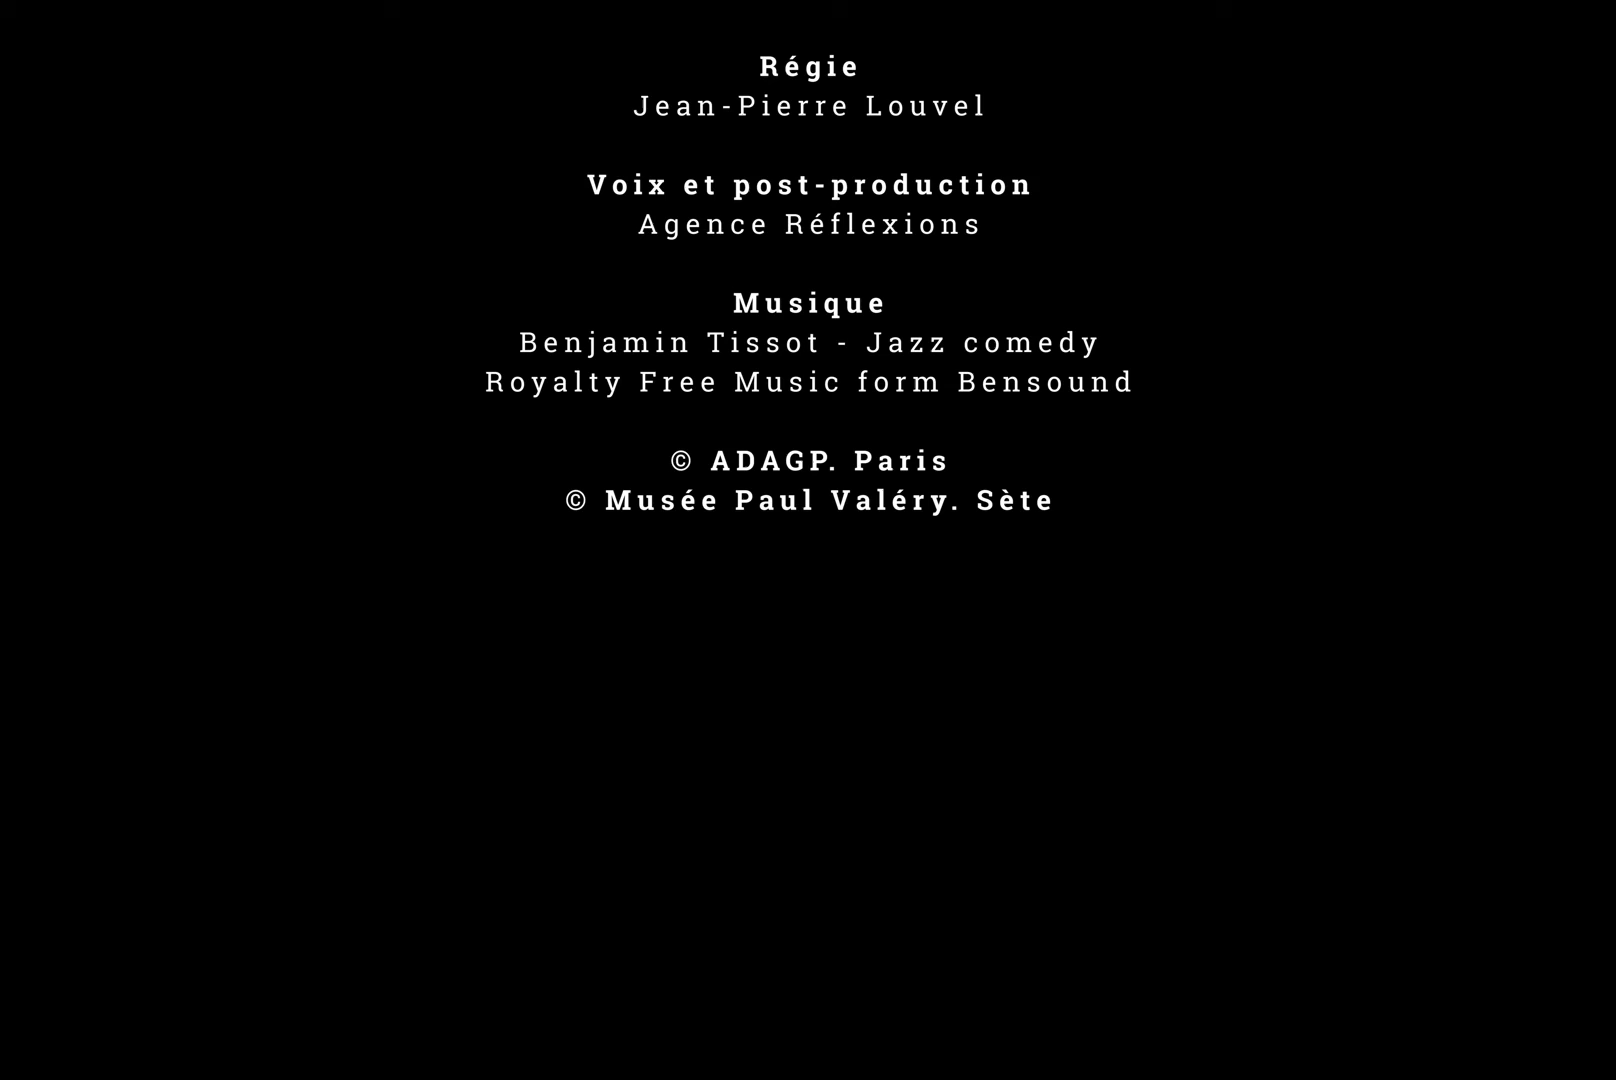 Régie
Jean-Pierre Louvel
Voix et post-production
Agence Réflexions
Musique
Benjamin Tissot - Jazz comedy
Royalty Free Music form Bensound
© ADAGP. Paris
© Musée Paul Valéry. Sète